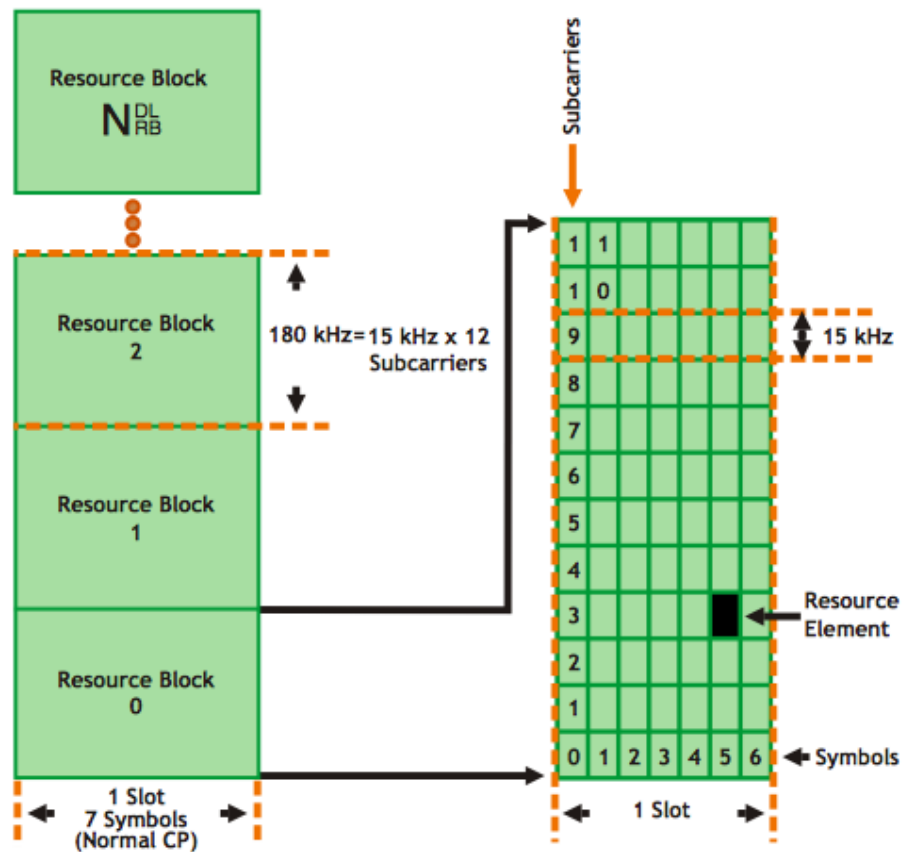 Resource Block
N DL RB
Subcarriers
Resource Block
2
180 kHz= 15 kHz x 12
Subcarriers
Resource Block
1
Resource Block
0
1 Slot
7 Symbols
(Normal CP)
1 1
1 0
9
15 kHz
8
7
6
5
4
3
Resource
Element
2
1
0 1 2 3 4 5 6
Symbols
1 Slot